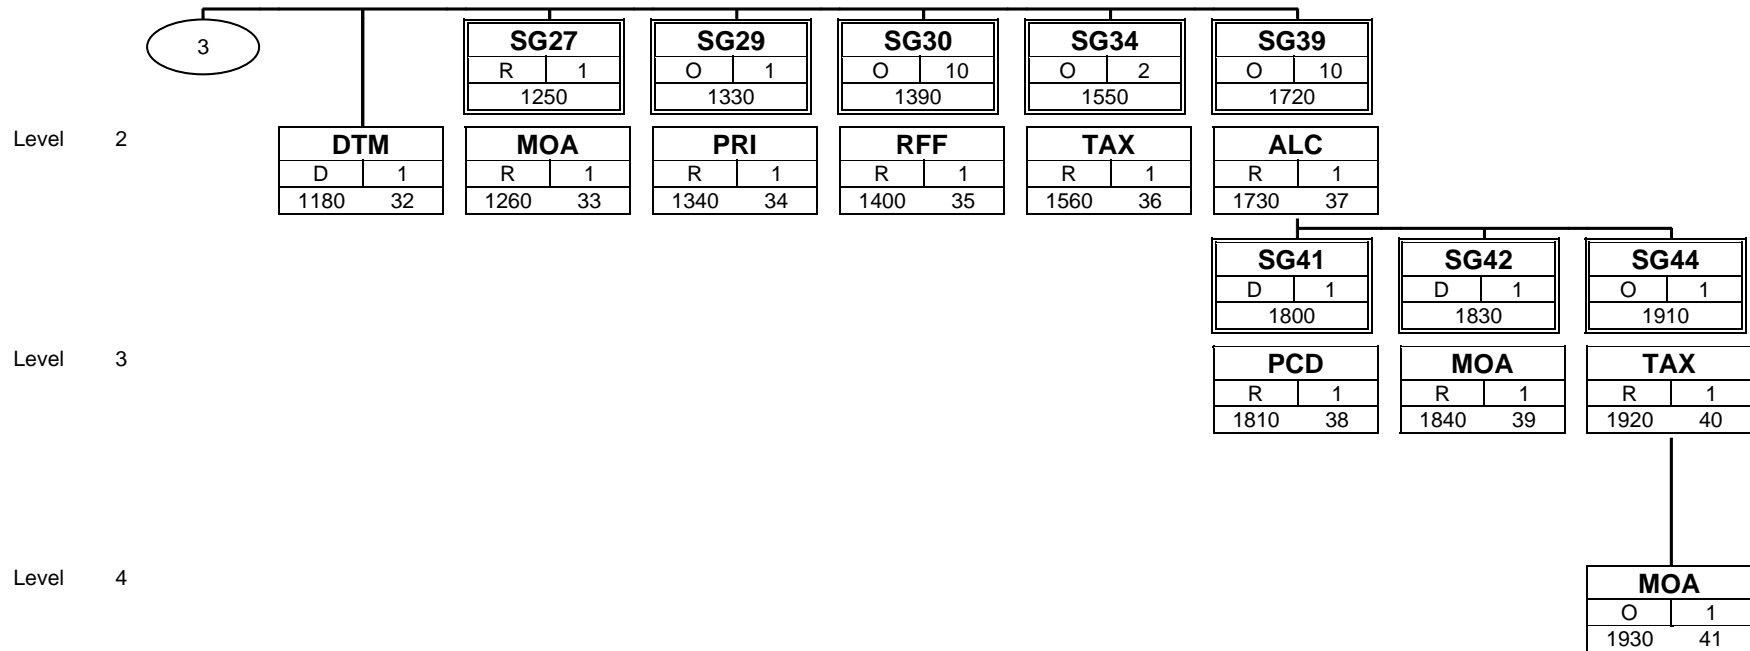 3
SG27 SG29 SG30 SG34 SG39
R 1 O 1 O 10 O 2 O 10
1250 1330 1390 1550 1720
Level 2 DTM MOA PRI RFF TAX ALC
D 1 R 1 R 1 R 1 R 1 R 1
1180 32 1260 33 1340 34 1400 35 1560 36 1730 37
SG41 SG42 SG44
D 1 D 1 O 1
1800 1830 1910
Level 3 PCD MOA TAX
R 1 R 1 R 1
1810 38 1840 39 1920 40
Level 4 MOA
O 1
1930 41